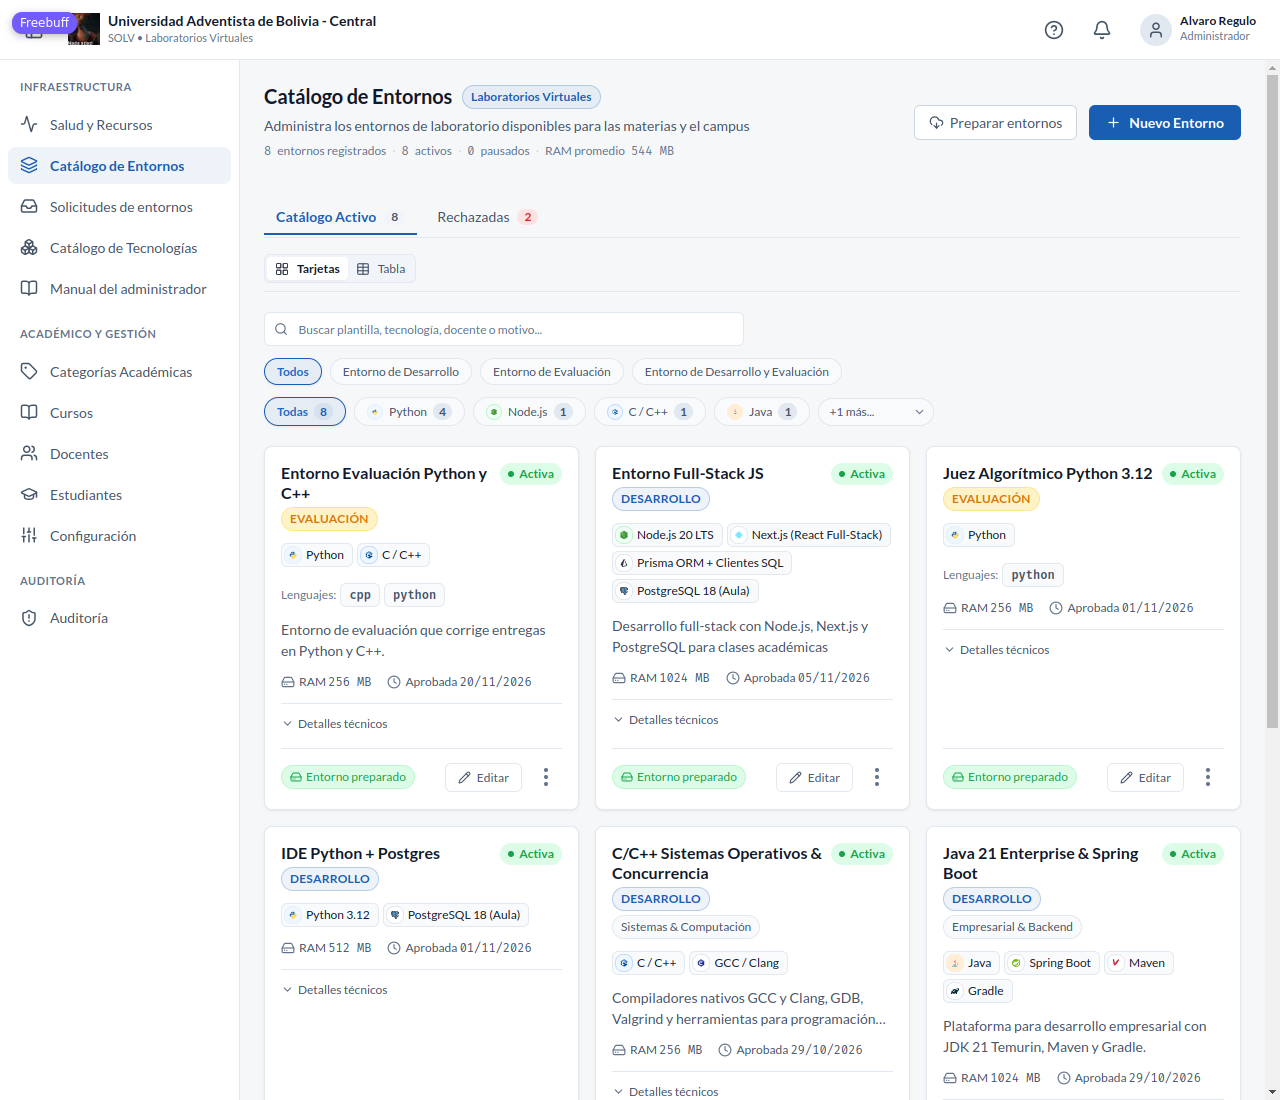 Freebuff
Universidad Adventista de Bolivia - Central
SOLV • Laboratorios Virtuales
Alvaro Regulo
Administrador
INFRAESTRUCTURA
Salud y Recursos
Catálogo de Entornos
Solicitudes de entornos
Catálogo de Tecnologías
Manual del administrador
ACADÉMICO Y GESTIÓN
Categorías Académicas
Cursos
Docentes
Estudiantes
Configuración
AUDITORÍA
Auditoría
Catálogo de Entornos Laboratorios Virtuales
Administra los entornos de laboratorio disponibles para las materias y el campus
8 entornos registrados · 8 activos · 0 pausados · RAM promedio 544 MB
Preparar entornos
+ Nuevo Entorno
Catálogo Activo 8 Rechazadas 2
Tarjetas Tabla
Buscar plantilla, tecnología, docente o motivo...
Todos Entorno de Desarrollo Entorno de Evaluación Entorno de Desarrollo y Evaluación
Todas 8 Python 4 Node.js 1 C / C++ 1 Java 1 +1 más...
Entorno Evaluación Python y C++
Activa
EVALUACIÓN
Python C / C++
Lenguajes: cpp python
Entorno de evaluación que corrige entregas
en Python y C++.
RAM 256 MB Aprobada 20/11/2026
Detalles técnicos
Entorno preparado Editar
Entorno Full-Stack JS
Activa
DESARROLLO
Node.js 20 LTS Next.js (React Full-Stack)
Prisma ORM + Clientes SQL
PostgreSQL 18 (Aula)
Desarrollo full-stack con Node.js, Next.js y
PostgreSQL para clases académicas
RAM 1024 MB Aprobada 05/11/2026
Detalles técnicos
Entorno preparado Editar
Juez Algorítmico Python 3.12
Activa
EVALUACIÓN
Python
Lenguajes: python
RAM 256 MB Aprobada 01/11/2026
Detalles técnicos
Entorno preparado Editar
IDE Python + Postgres
Activa
DESARROLLO
Python 3.12 PostgreSQL 18 (Aula)
RAM 512 MB Aprobada 01/11/2026
Detalles técnicos
C/C++ Sistemas Operativos &
Concurrencia
Activa
DESARROLLO
Sistemas & Computación
C / C++ GCC / Clang
Compiladores nativos GCC y Clang, GDB,
Valgrind y herramientas para programación...
RAM 256 MB Aprobada 29/10/2026
Detalles técnicos
Java 21 Enterprise & Spring
Boot
Activa
DESARROLLO
Empresarial & Backend
Java Spring Boot Maven
Gradle
Plataforma para desarrollo empresarial con
JDK 21 Temurin, Maven y Gradle.
RAM 1024 MB Aprobada 29/10/2026